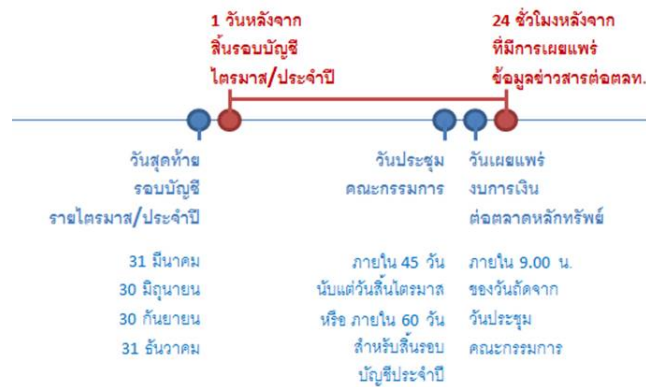 1 วันหลังจาก
สิ้นรอบบัญชี
ไตรมาส/ประจำปี
24 ชั่วโมงหลังจาก
ที่มีการเผยแพร่
ข้อมูลข่าวสารต่อตลท.
วันสุดท้าย
รอบบัญชี
รายไตรมาส/ประจำปี
วันประชุม
คณะกรรมการ
วันเผยแพร่
งบการเงิน
ต่อตลาดหลักทรัพย์
31 มีนาคม
30 มิถุนายน
30 กันยายน
31 ธันวาคม
ภายใน 45 วัน
นับแต่วันสิ้นไตรมาส
หรือ ภายใน 60 วัน
สำหรับสิ้นรอบ
บัญชีประจำปี
ภายใน 9.00 น.
ของวันถัดจาก
วันประชุม
คณะกรรมการ